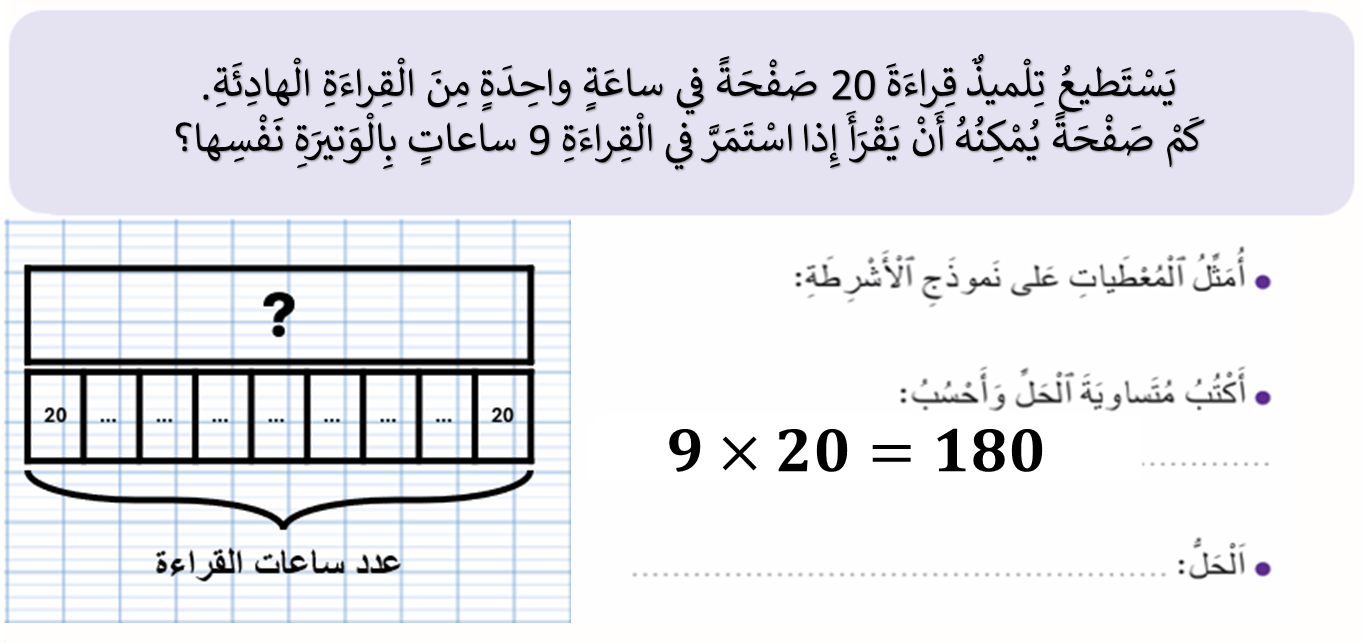 يَسْتَطيعُ تِلْميذٌ قِراءَةَ 20 صَفْحَةً في ساعَةٍ واحِدَةٍ مِنَ الْقِراءَةِ الْهادِئَةِ.
كَمْ صَفْحَةً يُمْكِنُهُ أَنْ يَقْرَأَ إِذا اسْتَمَرَّ في الْقِراءَةِ 9 ساعاتٍ بِالْوَتيرَةِ نَفْسِها؟
• أُمَثِّلُ ٱلْمُعْطَياتِ عَلى نَموذَجِ ٱلْأَشْرِطَةِ:
?
20 ... ... ... ... ... ... ... 20
عدد ساعات القراءة
• أَكْتُبُ مُتَساوِيَةَ ٱلْحَلِّ وَأَحْسُبُ:
9 × 20 = 180 .............
• اَلْحَلُّ: ......................................................